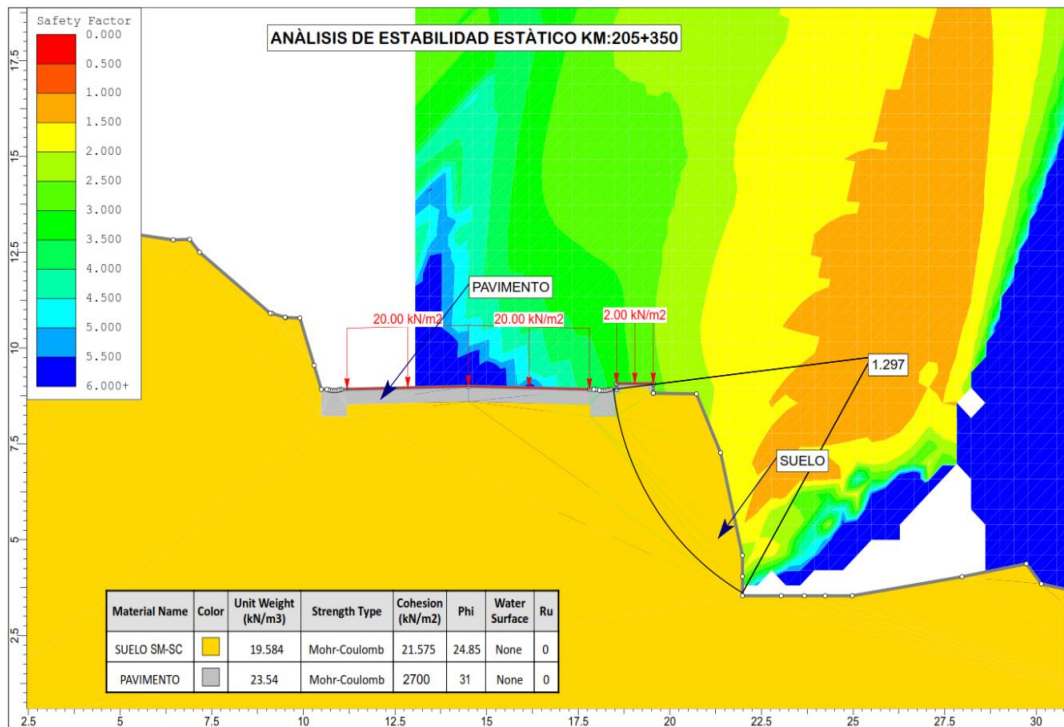 Safety Factor
0.000
0.500
1.000
1.500
2.000
2.500
3.000
3.500
4.000
4.500
5.000
5.500
6.000+
ANÀLISIS DE ESTABILIDAD ESTÀTICO KM:205+350
17.5
15
12.5
10
7.5
5
2.5
PAVIMENTO
20.00 kN/m2
20.00 kN/m2
2.00 kN/m2
1.297
SUELO
Material Name Color Unit Weight (kN/m3) Strength Type Cohesion (kN/m2) Phi Water Surface Ru
SUELO SM-SC 19.584 Mohr-Coulomb 21.575 24.85 None 0
PAVIMENTO 23.54 Mohr-Coulomb 2700 31 None 0
2.5 5 7.5 10 12.5 15 17.5 20 22.5 25 27.5 30